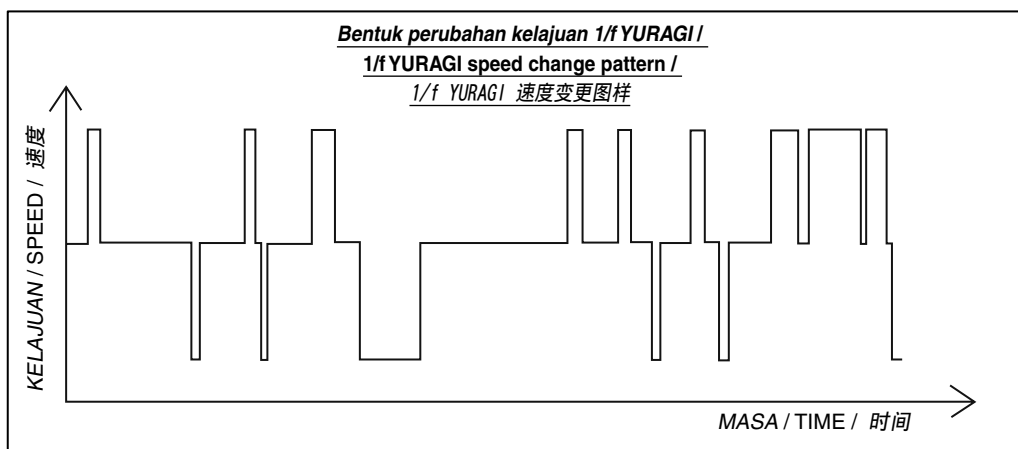 Bentuk perubahan kelajuan 1/f YURAGI /
1/f YURAGI speed change pattern /
1/f YURAGI 速度变更图样
KELAJUAN / SPEED / 速度
MASA / TIME / 时间